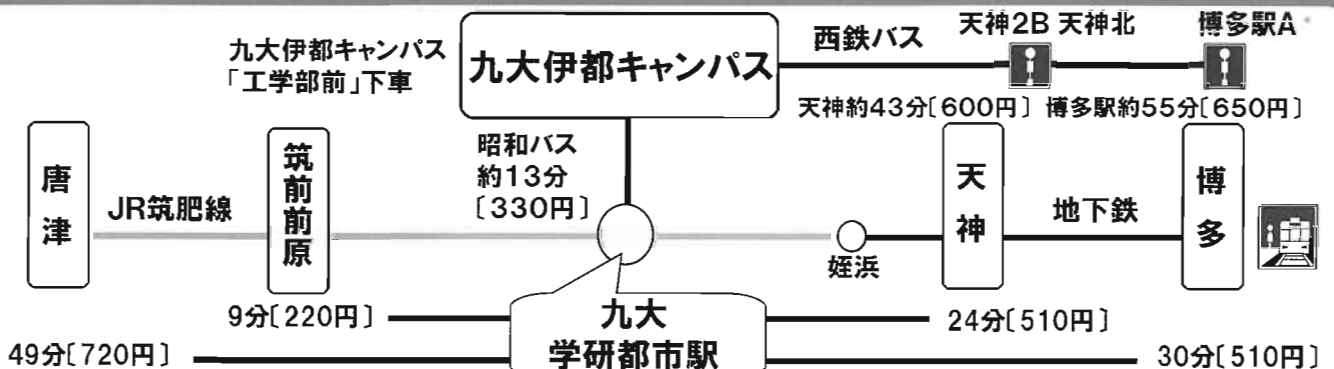 九大伊都キャンパス
「工学部前」下車
九大伊都キャンパス
西鉄バス
天神2B 天神北
博多駅A
天神約43分〔600円〕 博多駅約55分〔650円〕
唐津
JR筑肥線
筑前前原
昭和バス
約13分
〔330円〕
姪浜
天神
地下鉄
博多
9分〔220円〕
九大
学研都市駅
24分〔510円〕
49分〔720円〕
30分〔510円〕